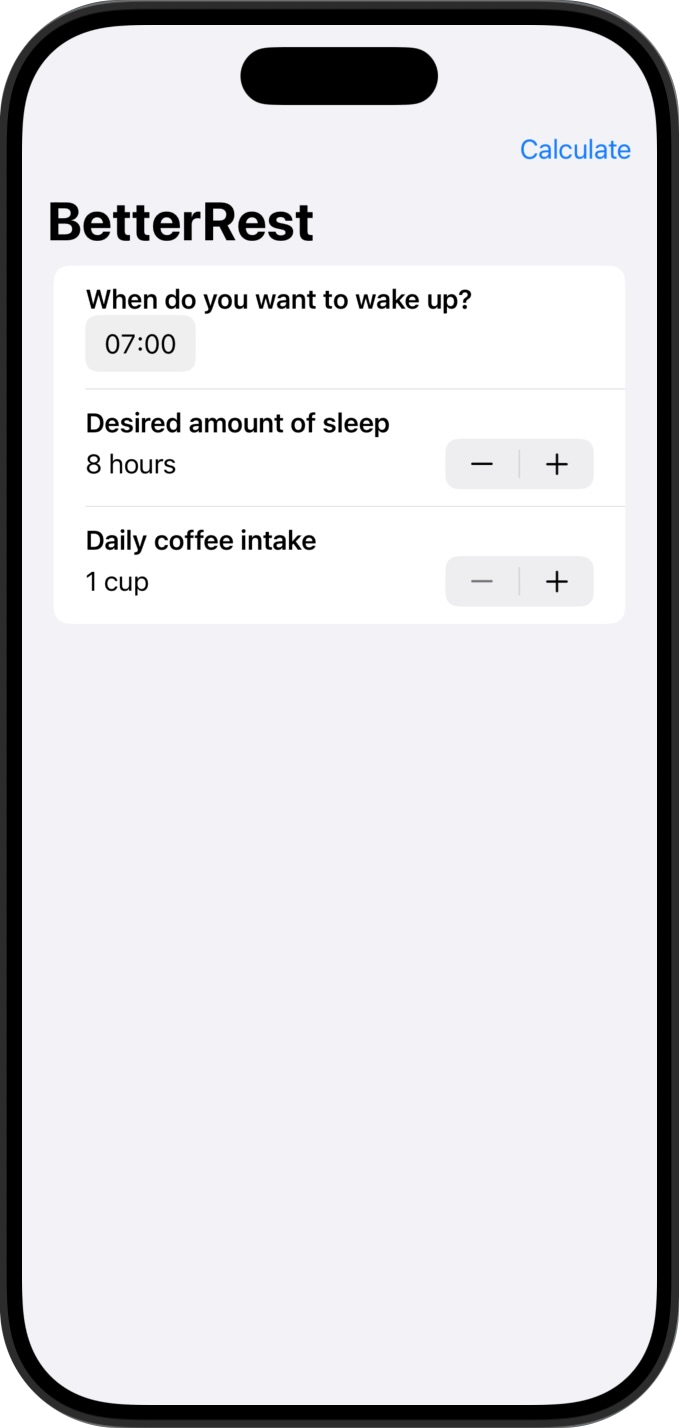 Calculate
BetterRest
When do you want to wake up?
07:00
Desired amount of sleep
8 hours
− +
Daily coffee intake
1 cup
− +